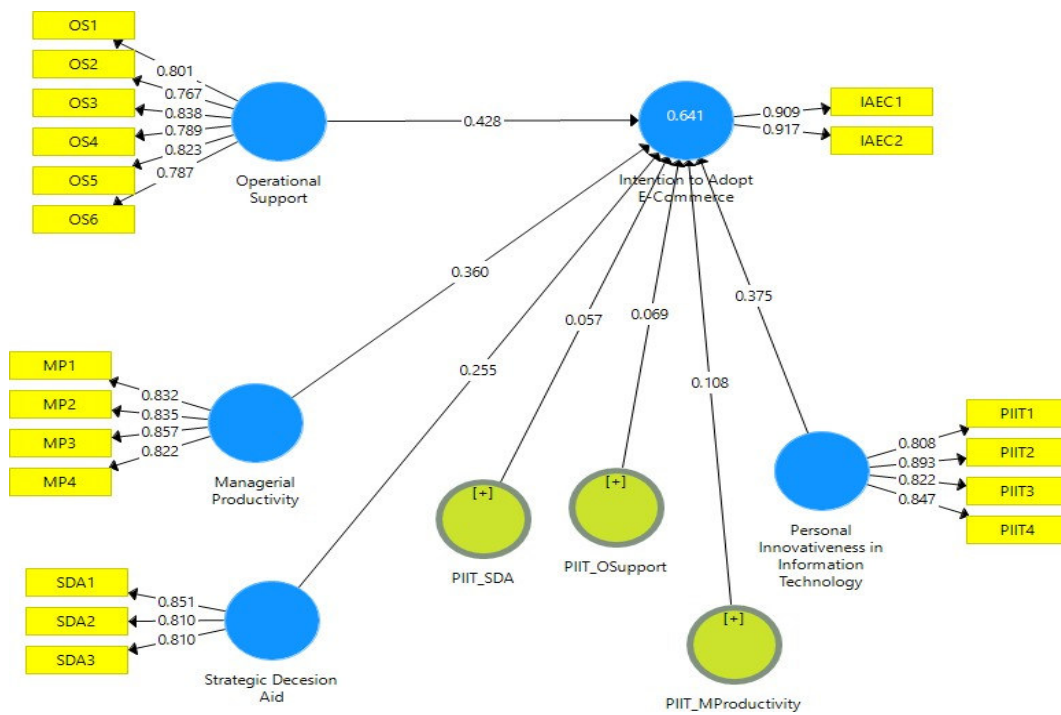 OS1
OS2
OS3
OS4
OS5
OS6
0.801
0.767
0.838
0.789
0.823
0.787
Operational
Support
0.428
0.641
Intention to Adopt
E-Commerce
0.909
0.917
IAEC1
IAEC2
0.360
0.255
0.057
0.069
0.108
0.375
MP1
MP2
MP3
MP4
0.832
0.835
0.857
0.822
Managerial
Productivity
SDA1
SDA2
SDA3
0.851
0.810
0.810
Strategic Decesion
Aid
[+]
PIIT_SDA
[+]
PIIT_OSupport
[+]
PIIT_MProductivity
Personal
Innovativeness in
Information
Technology
0.808
0.893
0.822
0.847
PIIT1
PIIT2
PIIT3
PIIT4